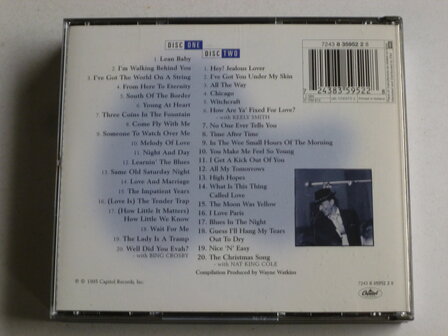 DISC ONE
1. Lean Baby
2. I'm Walking Behind You
3. I've Got The World On A String
4. From Here To Eternity
5. South Of The Border
6. Young At Heart
7. Three Coins In The Fountain
8. Come Fly With Me
9. Someone To Watch Over Me
10. Melody Of Love
11. Night And Day
12. Learnin' The Blues
13. Same Old Saturday Night
14. Love And Marriage
15. The Impatient Years
16. (Love Is) The Tender Trap
17. (How Little It Matters)
How Little We Know
18. Wait For Me
19. The Lady Is A Tramp
20. Well Did You Evah?
- with BING CROSBY
DISC TWO
1. Hey! Jealous Lover
2. I've Got You Under My Skin
3. All The Way
4. Chicago
5. Witchcraft
6. How Are Ya' Fixed For Love?
- with KEELY SMITH
7. No One Ever Tells You
8. Time After Time
9. In The Wee Small Hours Of The Morning
10. You Make Me Feel So Young
11. I Get A Kick Out Of You
12. All My Tomorrows
13. High Hopes
14. What Is This Thing
Called Love
15. The Moon Was Yellow
16. I Love Paris
17. Blues In The Night
18. Guess I'll Hang My Tears
Out To Dry
19. Nice 'N' Easy
20. The Christmas Song
- with NAT KING COLE
Compilation Produced by Wayne Watkins
7243 8 35952 2 8
7 24383 59522 8
℗ © 1995 Capitol Records, Inc.
Capitol
7243 8 35952 2 8